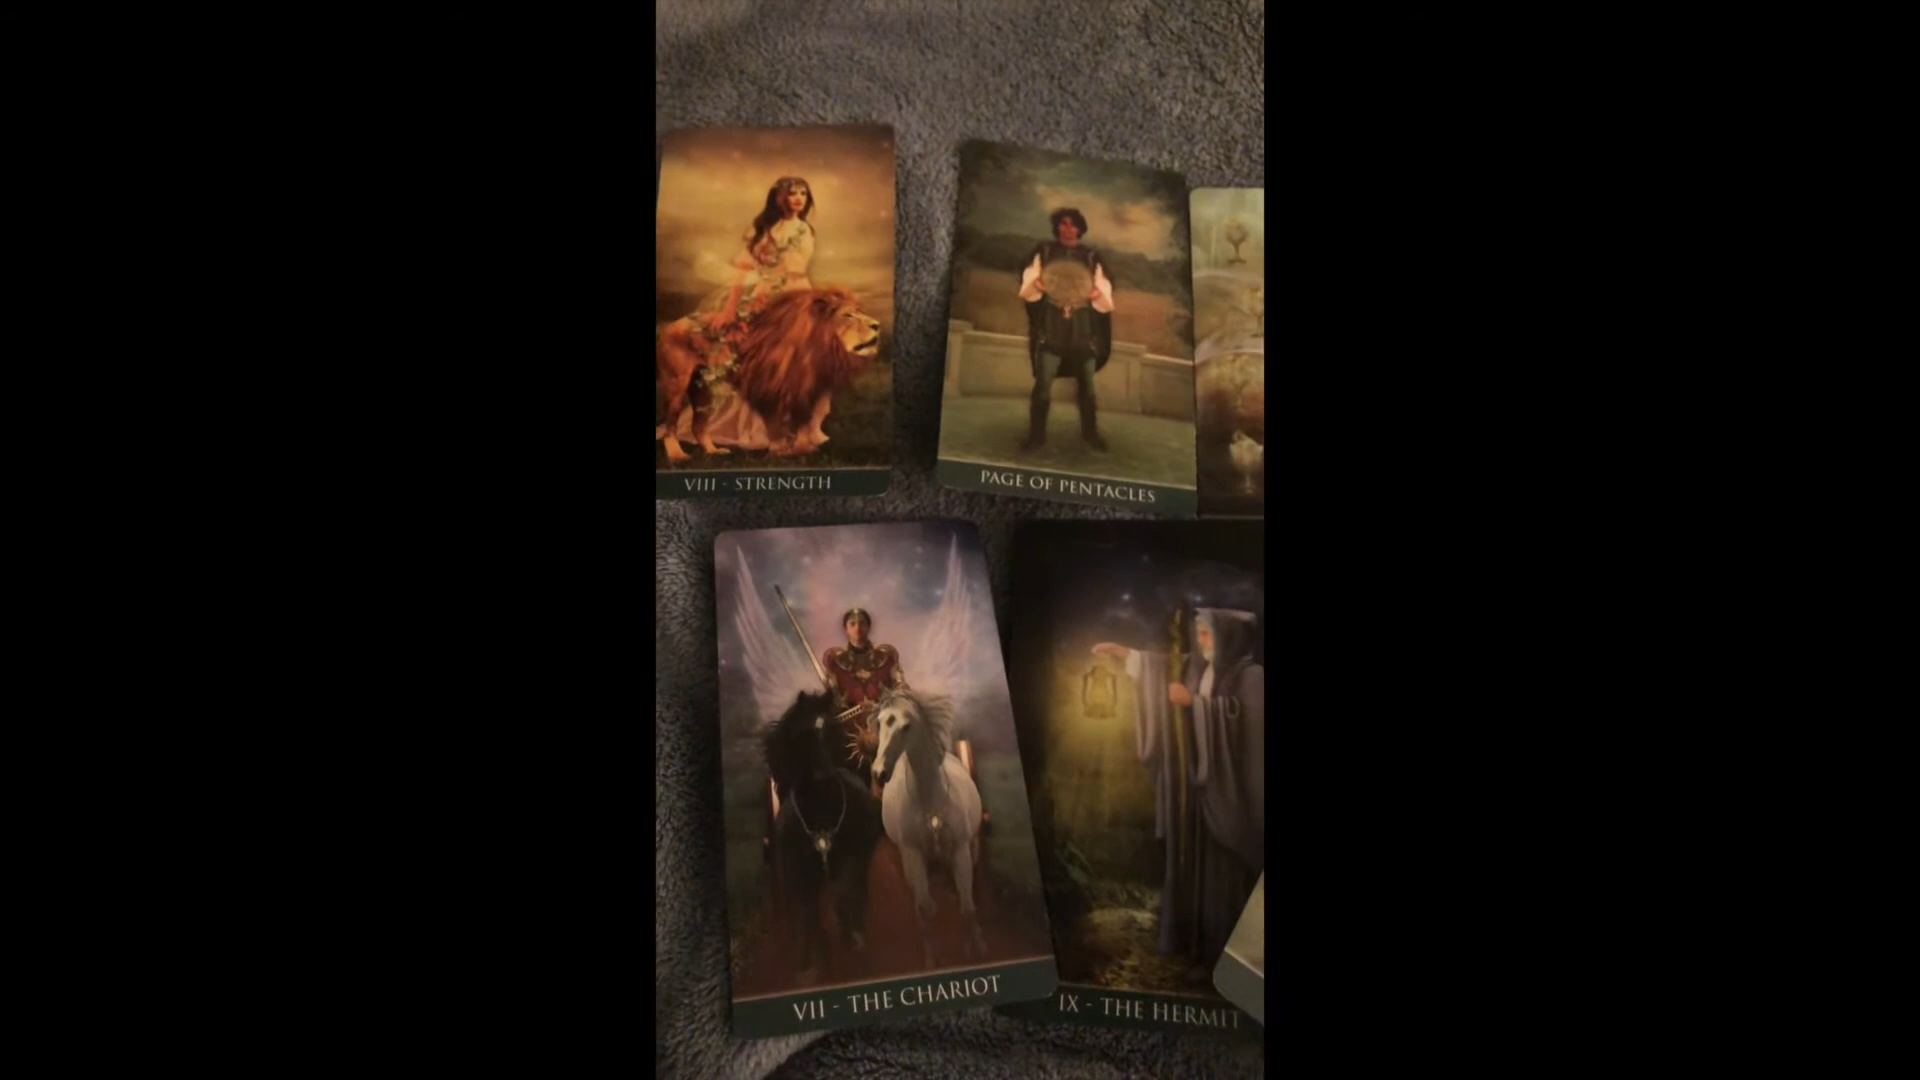 VIII - STRENGTH
PAGE OF PENTACLES
VII - THE CHARIOT
IX - THE HERMIT